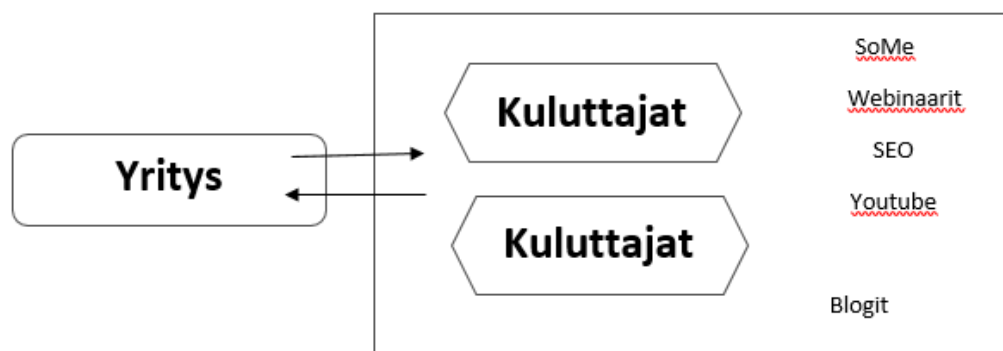 Yritys
Kuluttajat
Kuluttajat
SoMe
Webinaarit
SEO
Youtube
Blogit